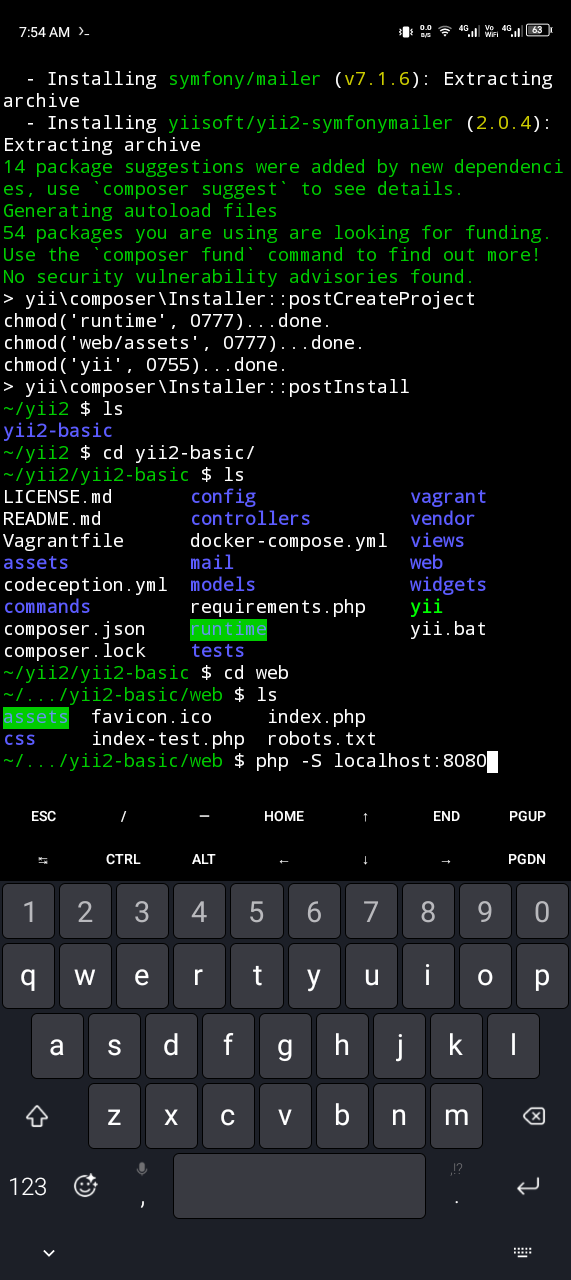 7:54 AM >_ 0.0 B/S 4G Vo WiFi 4G 63
- Installing symfony/mailer (v7.1.6): Extracting
archive
- Installing yiisoft/yii2-symfonymailer (2.0.4):
Extracting archive
14 package suggestions were added by new dependenci
es, use `composer suggest` to see details.
Generating autoload files
54 packages you are using are looking for funding.
Use the `composer fund` command to find out more!
No security vulnerability advisories found.
> yii\composer\Installer::postCreateProject
chmod('runtime', 0777)...done.
chmod('web/assets', 0777)...done.
chmod('yii', 0755)...done.
> yii\composer\Installer::postInstall
~/yii2 $ ls
yii2-basic
~/yii2 $ cd yii2-basic/
~/yii2/yii2-basic $ ls
LICENSE.md config vagrant
README.md controllers vendor
Vagrantfile docker-compose.yml views
assets mail web
codeception.yml models widgets
commands requirements.php yii
composer.json runtime yii.bat
composer.lock tests
~/yii2/yii2-basic $ cd web
~/.../yii2-basic/web $ ls
assets favicon.ico index.php
css index-test.php robots.txt
~/.../yii2-basic/web $ php -S localhost:8080
ESC / — HOME ↑ END PGUP
↹ CTRL ALT ← ↓ → PGDN
1 2 3 4 5 6 7 8 9 0
q w e r t y u i o p
a s d f g h j k l
z x c v b n m
123 , ,!? .